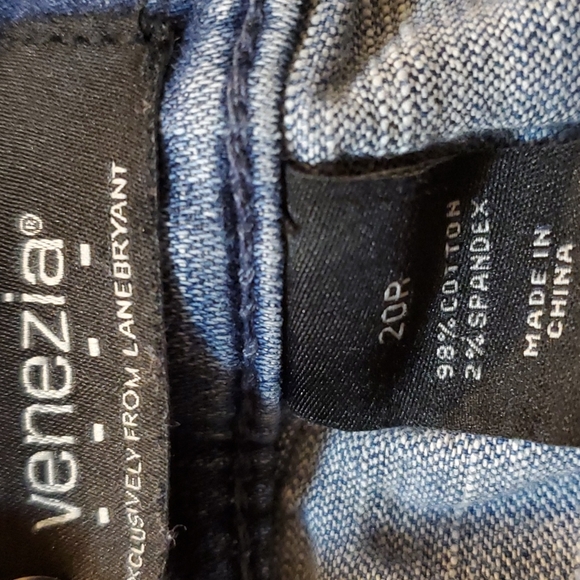 venezia®
EXCLUSIVELY FROM LANEBRYANT
20R
98% COTTON
2% SPANDEX
MADE IN
CHINA